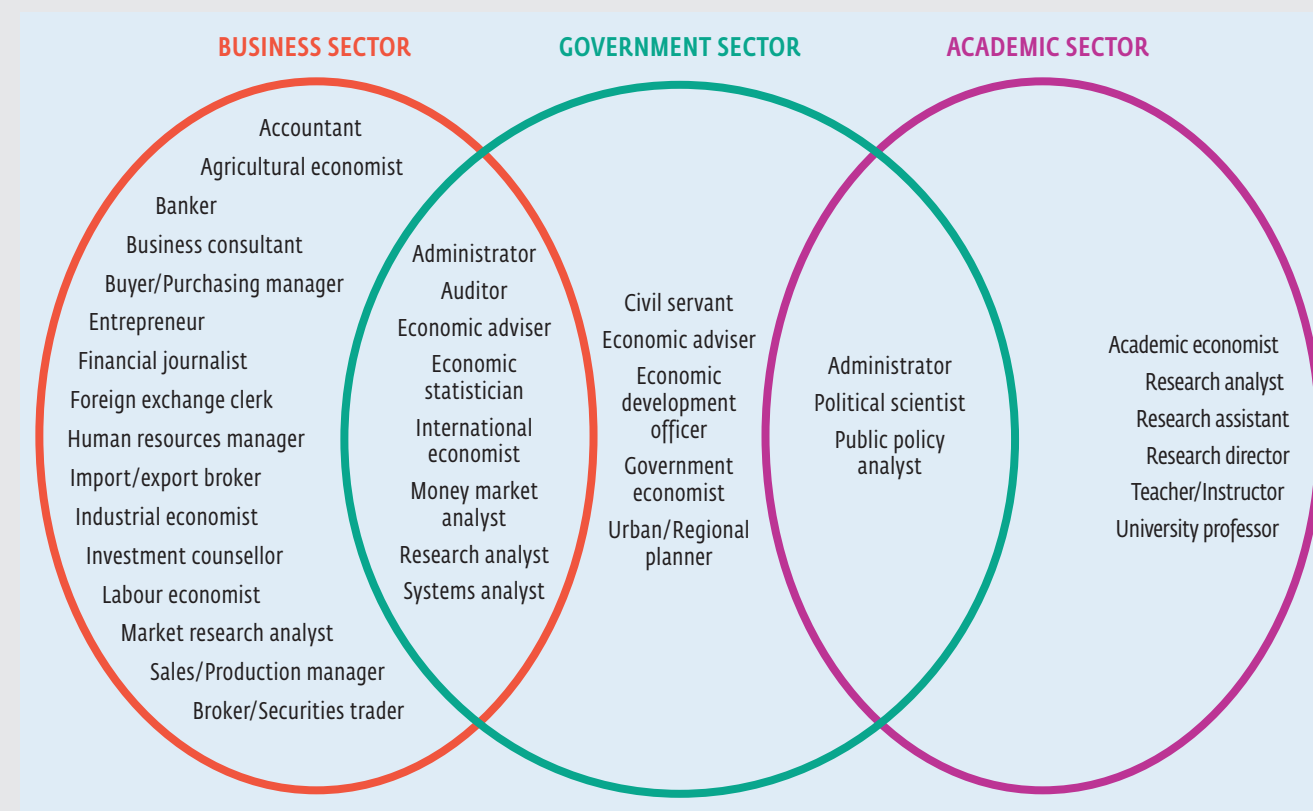 BUSINESS SECTOR
GOVERNMENT SECTOR
ACADEMIC SECTOR
Accountant
Agricultural economist
Banker
Business consultant
Buyer/Purchasing manager
Entrepreneur
Financial journalist
Foreign exchange clerk
Human resources manager
Import/export broker
Industrial economist
Investment counsellor
Labour economist
Market research analyst
Sales/Production manager
Broker/Securities trader
Administrator
Auditor
Economic adviser
Economic
statistician
International
economist
Money market
analyst
Research analyst
Systems analyst
Civil servant
Economic adviser
Economic
development
officer
Government
economist
Urban/Regional
planner
Administrator
Political scientist
Public policy
analyst
Academic economist
Research analyst
Research assistant
Research director
Teacher/Instructor
University professor